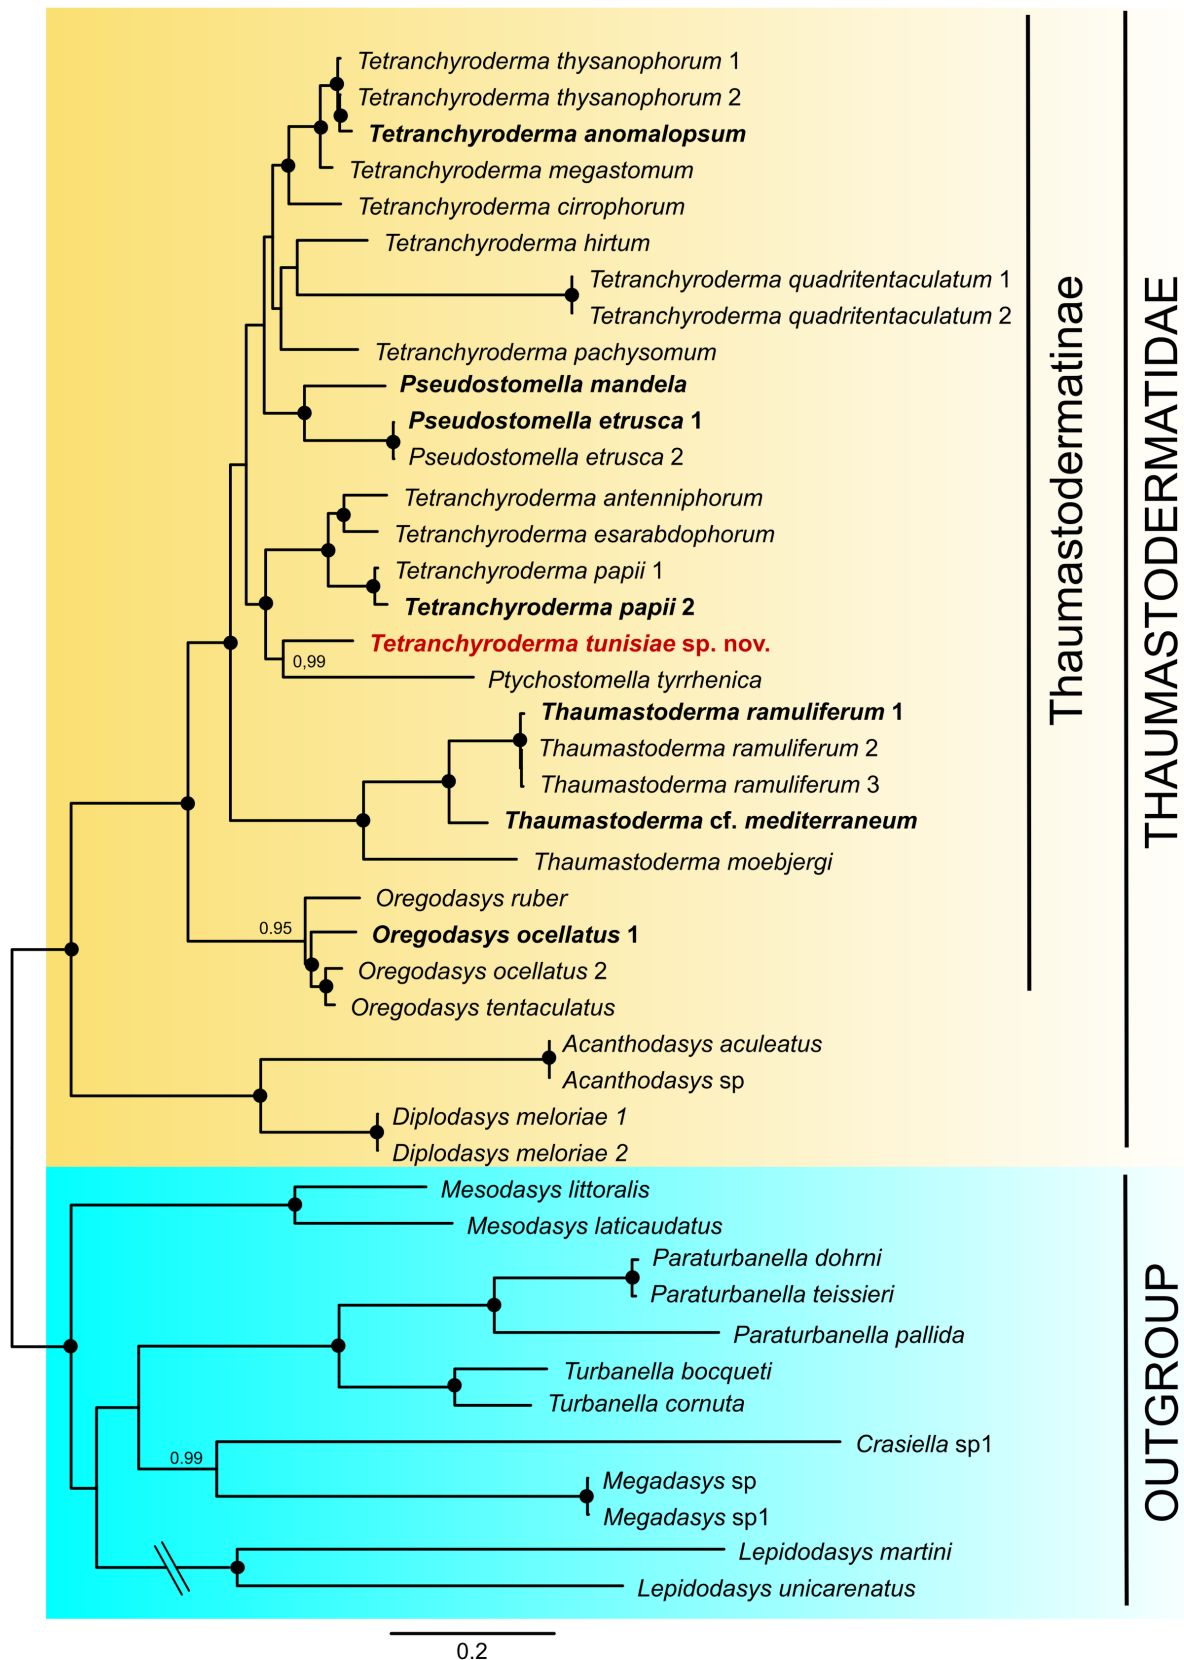 Tetranchyroderma thysanophorum 1
Tetranchyroderma thysanophorum 2
Tetranchyroderma anomalopsum
Tetranchyroderma megastomum
Tetranchyroderma cirrophorum
Tetranchyroderma hirtum
Tetranchyroderma quadritentaculatum 1
Tetranchyroderma quadritentaculatum 2
Tetranchyroderma pachysomum
Pseudostomella mandela
Pseudostomella etrusca 1
Pseudostomella etrusca 2
Tetranchyroderma antenniphorum
Tetranchyroderma esarabdophorum
Tetranchyroderma papii 1
Tetranchyroderma papii 2
Tetranchyroderma tunisiae sp. nov.
0,99
Ptychostomella tyrrhenica
Thaumastoderma ramuliferum 1
Thaumastoderma ramuliferum 2
Thaumastoderma ramuliferum 3
Thaumastoderma cf. mediterraneum
Thaumastoderma moebjergi
Oregodasys ruber
0.95
Oregodasys ocellatus 1
Oregodasys ocellatus 2
Oregodasys tentaculatus
Acanthodasys aculeatus
Acanthodasys sp
Diplodasys meloriae 1
Diplodasys meloriae 2
Thaumastodermatinae
THAUMASTODERMATIDAE
Mesodasys littoralis
Mesodasys laticaudatus
Paraturbanella dohrni
Paraturbanella teissieri
Paraturbanella pallida
Turbanella bocqueti
Turbanella cornuta
Crasiella sp1
0.99
Megadasys sp
Megadasys sp1
Lepidodasys martini
Lepidodasys unicarenatus
OUTGROUP
0.2